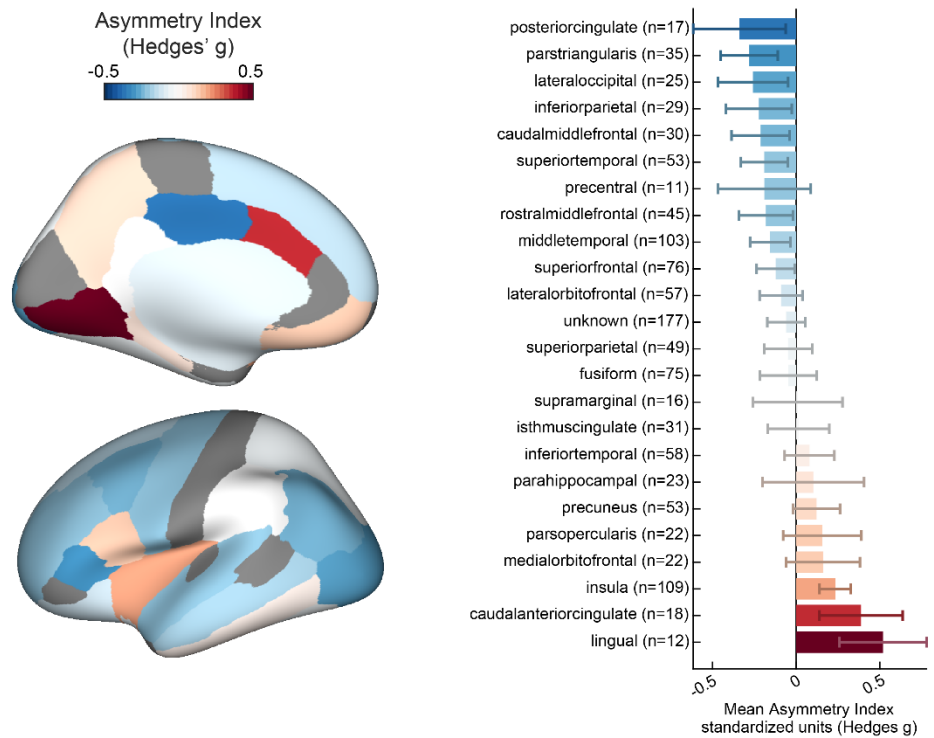 Asymmetry Index
(Hedges' g)
-0.5 0.5
posteriorcingulate (n=17)
parstriangularis (n=35)
lateraloccipital (n=25)
inferiorparietal (n=29)
caudalmiddlefrontal (n=30)
superiortemporal (n=53)
precentral (n=11)
rostralmiddlefrontal (n=45)
middletemporal (n=103)
superiorfrontal (n=76)
lateralorbitofrontal (n=57)
unknown (n=177)
superiorparietal (n=49)
fusiform (n=75)
supramarginal (n=16)
isthmuscingulate (n=31)
inferiortemporal (n=58)
parahippocampal (n=23)
precuneus (n=53)
parsopercularis (n=22)
medialorbitofrontal (n=22)
insula (n=109)
caudalanteriorcingulate (n=18)
lingual (n=12)
-0.5 0 0.5
Mean Asymmetry Index
standardized units (Hedges g)